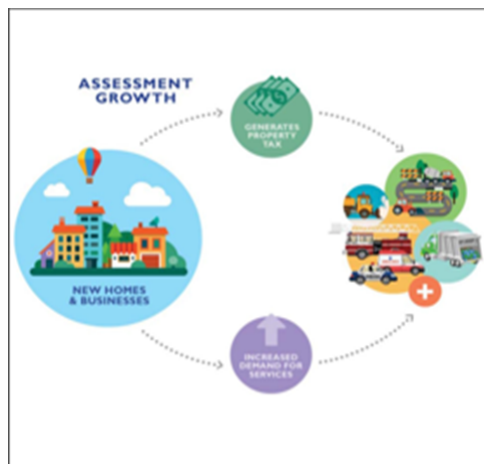 ASSESSMENT
GROWTH
GENERATES
PROPERTY
TAX
NEW HOMES
& BUSINESSES
INCREASED
DEMAND FOR
SERVICES